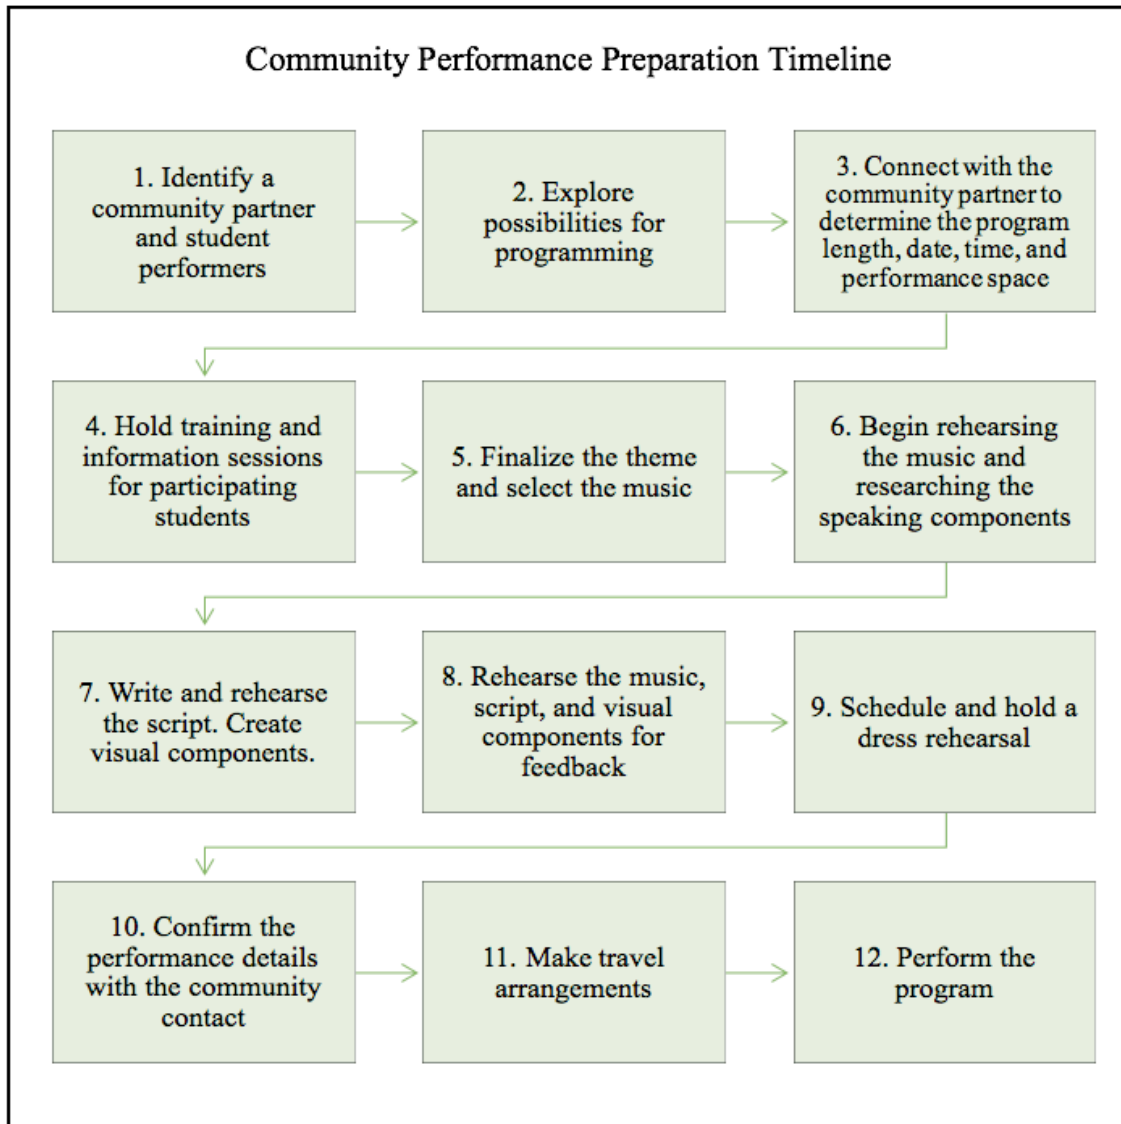 Community Performance Preparation Timeline
1. Identify a
community partner
and student
performers
2. Explore
possibilities for
programming
3. Connect with the
community partner to
determine the program
length, date, time, and
performance space
4. Hold training and
information sessions
for participating
students
5. Finalize the theme
and select the music
6. Begin rehearsing
the music and
researching the
speaking components
7. Write and rehearse
the script. Create
visual components.
8. Rehearse the music,
script, and visual
components for
feedback
9. Schedule and hold a
dress rehearsal
10. Confirm the
performance details
with the community
contact
11. Make travel
arrangements
12. Perform the
program